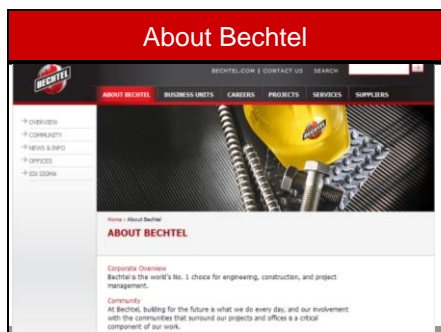 About Bechtel
BECHTEL
BECHTEL.COM | CONTACT US SEARCH
ABOUT BECHTEL BUSINESS UNITS CAREERS PROJECTS SERVICES SUPPLIERS
OVERVIEW
COMMUNITY
NEWS & INFO
OFFICES
SIX SIGMA
BECHTEL
Home > About Bechtel
ABOUT BECHTEL
Corporate Overview
Bechtel is the world's No. 1 choice for engineering, construction, and project
management.
Community
At Bechtel, building for the future is what we do every day, and our involvement
with the communities that surround our projects and offices is a critical
component of our work.